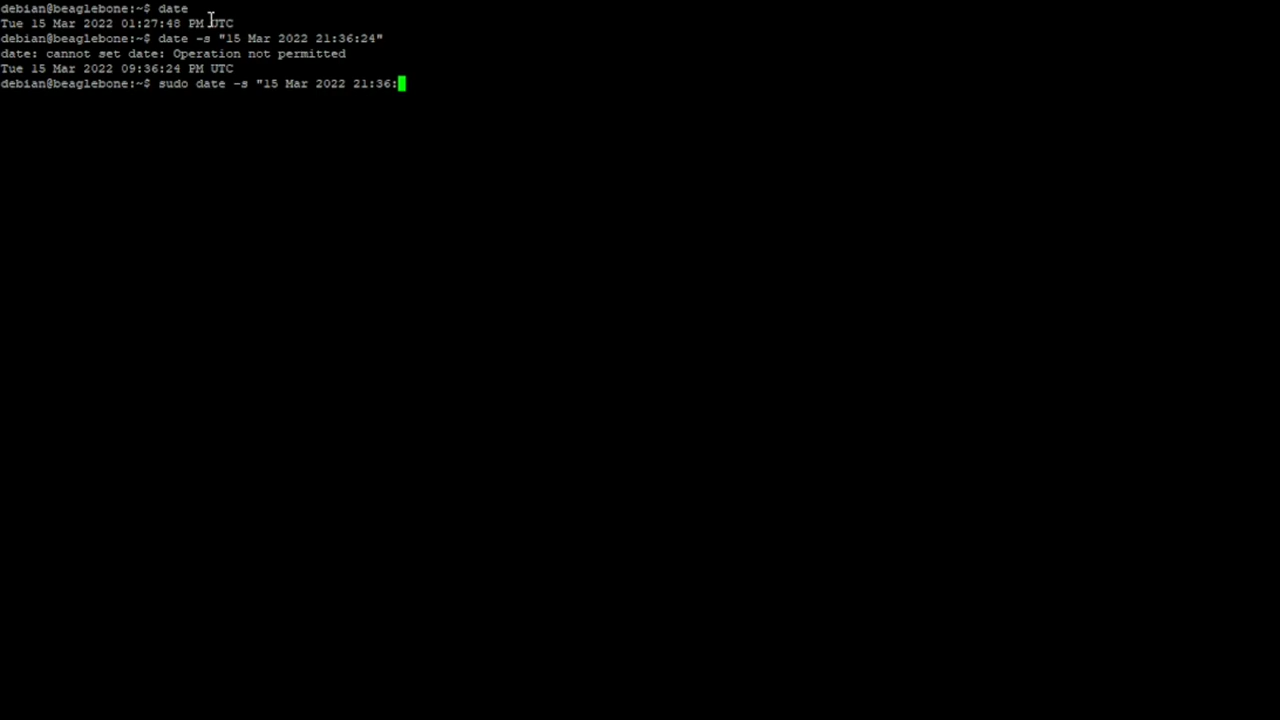 debian@beaglebone:~$ date
Tue 15 Mar 2022 01:27:48 PM UTC
debian@beaglebone:~$ date -s "15 Mar 2022 21:36:24"
date: cannot set date: Operation not permitted
Tue 15 Mar 2022 09:36:24 PM UTC
debian@beaglebone:~$ sudo date -s "15 Mar 2022 21:36: